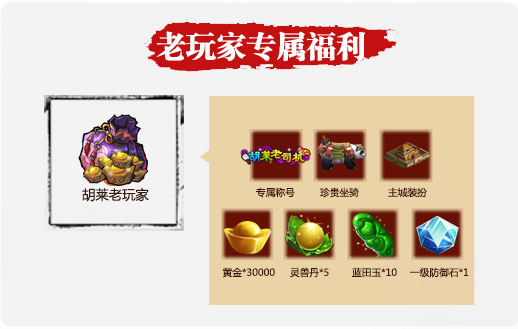 老玩家专属福利
胡莱老玩家
胡莱老司机
专属称号
珍贵坐骑
主城装扮
黄金*30000
灵兽丹*5
蓝田玉*10
一级防御石*1